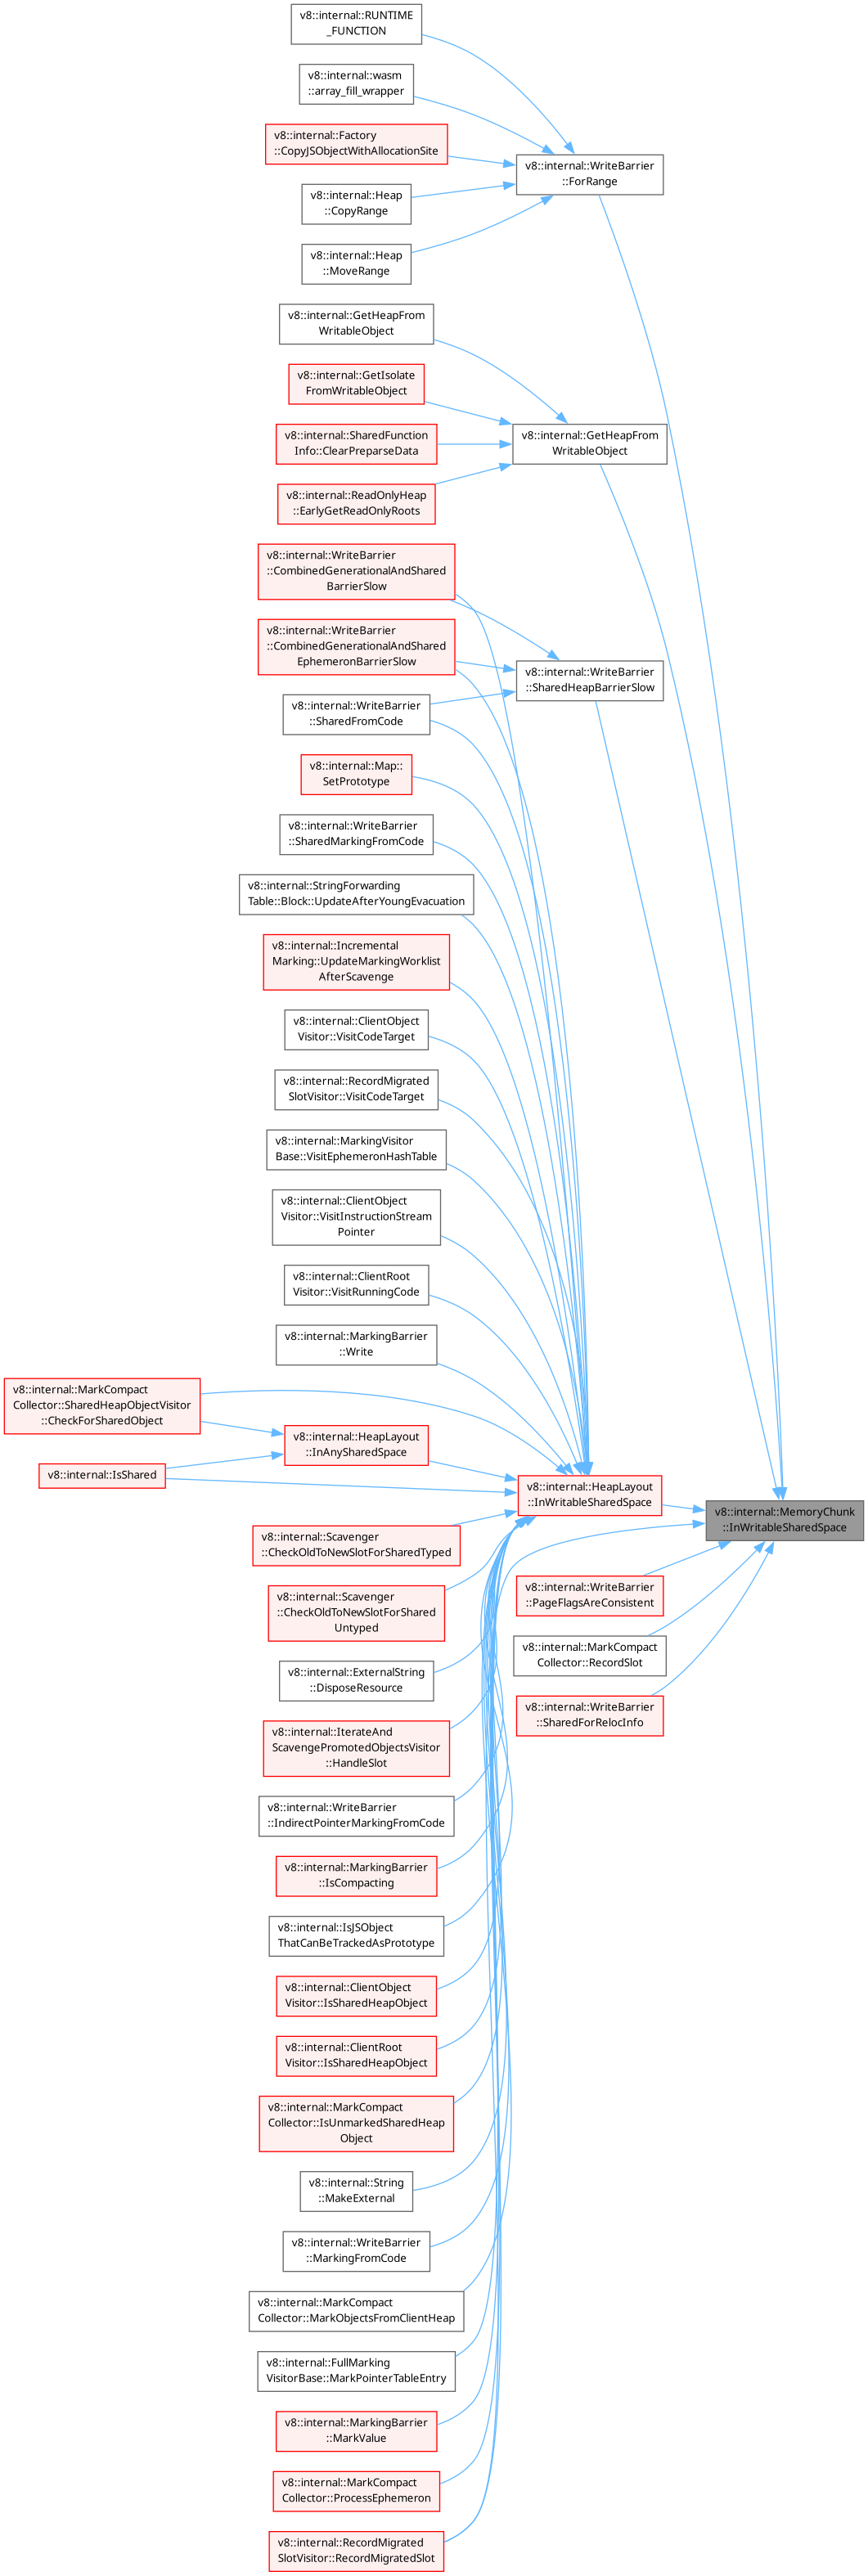 v8::internal::RUNTIME
_FUNCTION
v8::internal::wasm
::array_fill_wrapper
v8::internal::Factory
::CopyJSObjectWithAllocationSite
v8::internal::WriteBarrier
::ForRange
v8::internal::Heap
::CopyRange
v8::internal::Heap
::MoveRange
v8::internal::GetHeapFrom
WritableObject
v8::internal::GetIsolate
FromWritableObject
v8::internal::SharedFunction
Info::ClearPreparseData
v8::internal::GetHeapFrom
WritableObject
v8::internal::ReadOnlyHeap
::EarlyGetReadOnlyRoots
v8::internal::WriteBarrier
::CombinedGenerationalAndShared
BarrierSlow
v8::internal::WriteBarrier
::CombinedGenerationalAndShared
EphemeronBarrierSlow
v8::internal::WriteBarrier
::SharedHeapBarrierSlow
v8::internal::WriteBarrier
::SharedFromCode
v8::internal::Map::
SetPrototype
v8::internal::WriteBarrier
::SharedMarkingFromCode
v8::internal::StringForwarding
Table::Block::UpdateAfterYoungEvacuation
v8::internal::Incremental
Marking::UpdateMarkingWorklist
AfterScavenge
v8::internal::ClientObject
Visitor::VisitCodeTarget
v8::internal::RecordMigrated
SlotVisitor::VisitCodeTarget
v8::internal::MarkingVisitor
Base::VisitEphemeronHashTable
v8::internal::ClientObject
Visitor::VisitInstructionStream
Pointer
v8::internal::ClientRoot
Visitor::VisitRunningCode
v8::internal::MarkingBarrier
::Write
v8::internal::MarkCompact
Collector::SharedHeapObjectVisitor
::CheckForSharedObject
v8::internal::HeapLayout
::InAnySharedSpace
v8::internal::IsShared
v8::internal::HeapLayout
::InWritableSharedSpace
v8::internal::MemoryChunk
::InWritableSharedSpace
v8::internal::Scavenger
::CheckOldToNewSlotForSharedTyped
v8::internal::WriteBarrier
::PageFlagsAreConsistent
v8::internal::Scavenger
::CheckOldToNewSlotForShared
Untyped
v8::internal::MarkCompact
Collector::RecordSlot
v8::internal::ExternalString
::DisposeResource
v8::internal::WriteBarrier
::SharedForRelocInfo
v8::internal::IterateAnd
ScavengePromotedObjectsVisitor
::HandleSlot
v8::internal::WriteBarrier
::IndirectPointerMarkingFromCode
v8::internal::MarkingBarrier
::IsCompacting
v8::internal::IsJSObject
ThatCanBeTrackedAsPrototype
v8::internal::ClientObject
Visitor::IsSharedHeapObject
v8::internal::ClientRoot
Visitor::IsSharedHeapObject
v8::internal::MarkCompact
Collector::IsUnmarkedSharedHeap
Object
v8::internal::String
::MakeExternal
v8::internal::WriteBarrier
::MarkingFromCode
v8::internal::MarkCompact
Collector::MarkObjectsFromClientHeap
v8::internal::FullMarking
VisitorBase::MarkPointerTableEntry
v8::internal::MarkingBarrier
::MarkValue
v8::internal::MarkCompact
Collector::ProcessEphemeron
v8::internal::RecordMigrated
SlotVisitor::RecordMigratedSlot